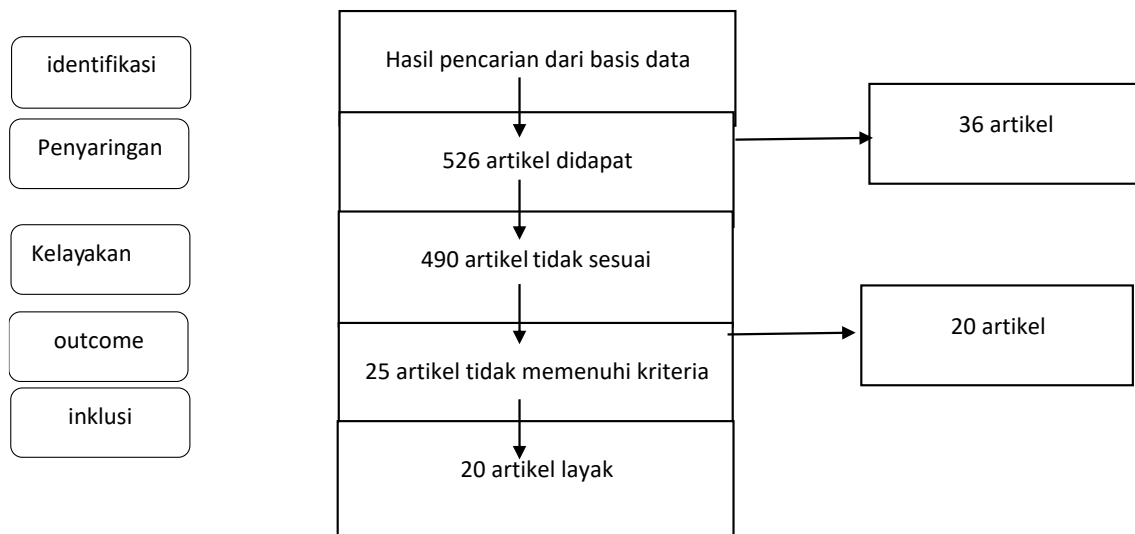 identifikasi
Hasil pencarian dari basis data
Penyaringan
526 artikel didapat
36 artikel
Kelayakan
490 artikel tidak sesuai
outcome
25 artikel tidak memenuhi kriteria
20 artikel
inklusi
20 artikel layak